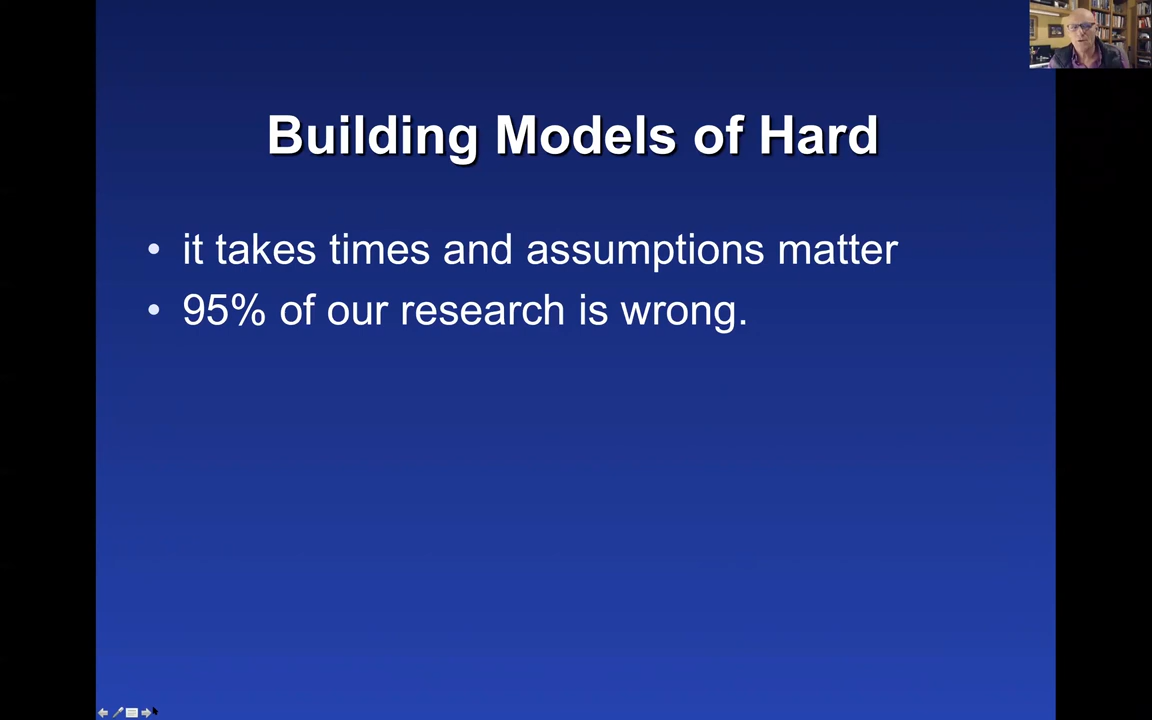 Building Models of Hard
• it takes times and assumptions matter
• 95% of our research is wrong.